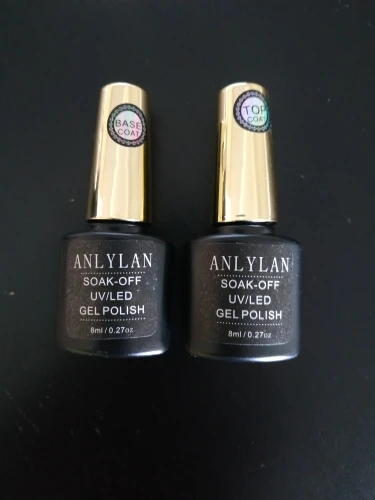 BASE
COAT
ANLYLAN
SOAK-OFF
UV/LED
GEL POLISH
8ml / 0.27oz
TOP
COAT
ANLYLAN
SOAK-OFF
UV/LED
GEL POLISH
8ml / 0.27oz